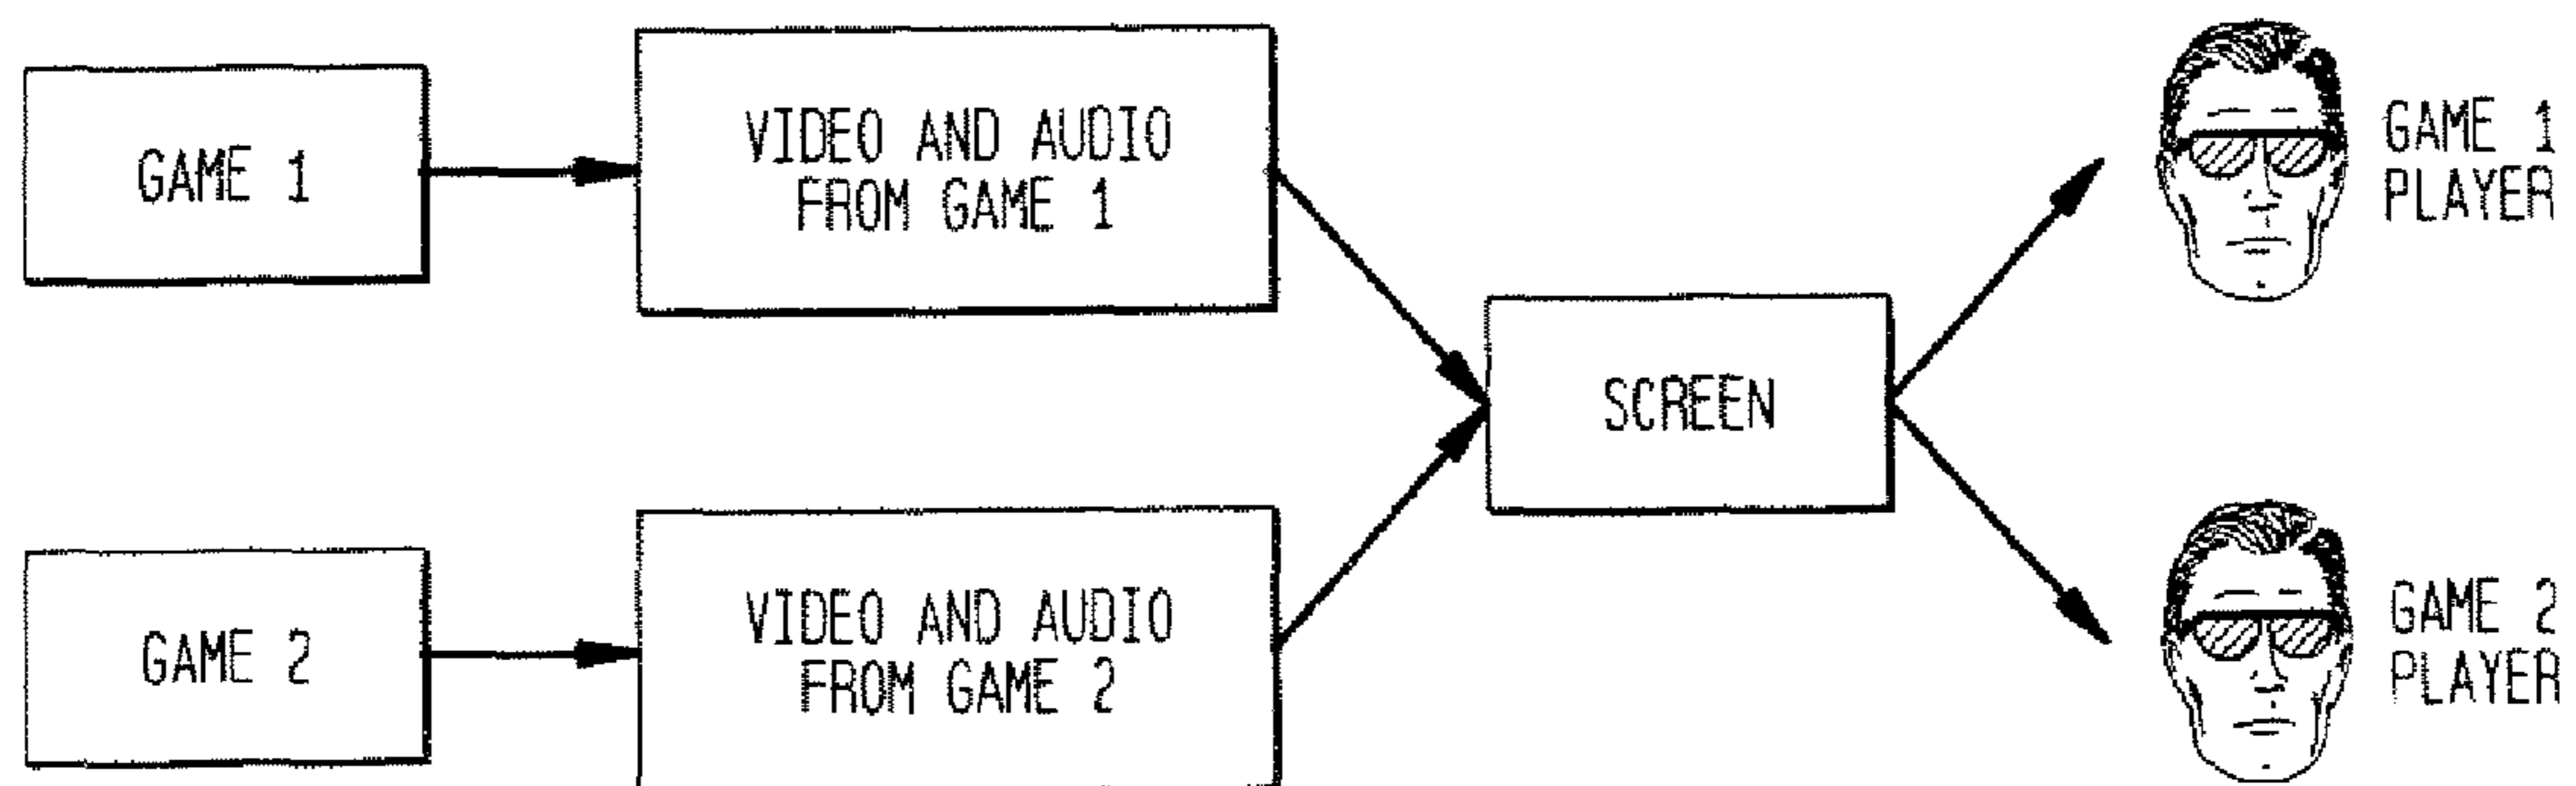 GAME 1
VIDEO AND AUDIO
FROM GAME 1
SCREEN
GAME 1
PLAYER
GAME 2
VIDEO AND AUDIO
FROM GAME 2
GAME 2
PLAYER